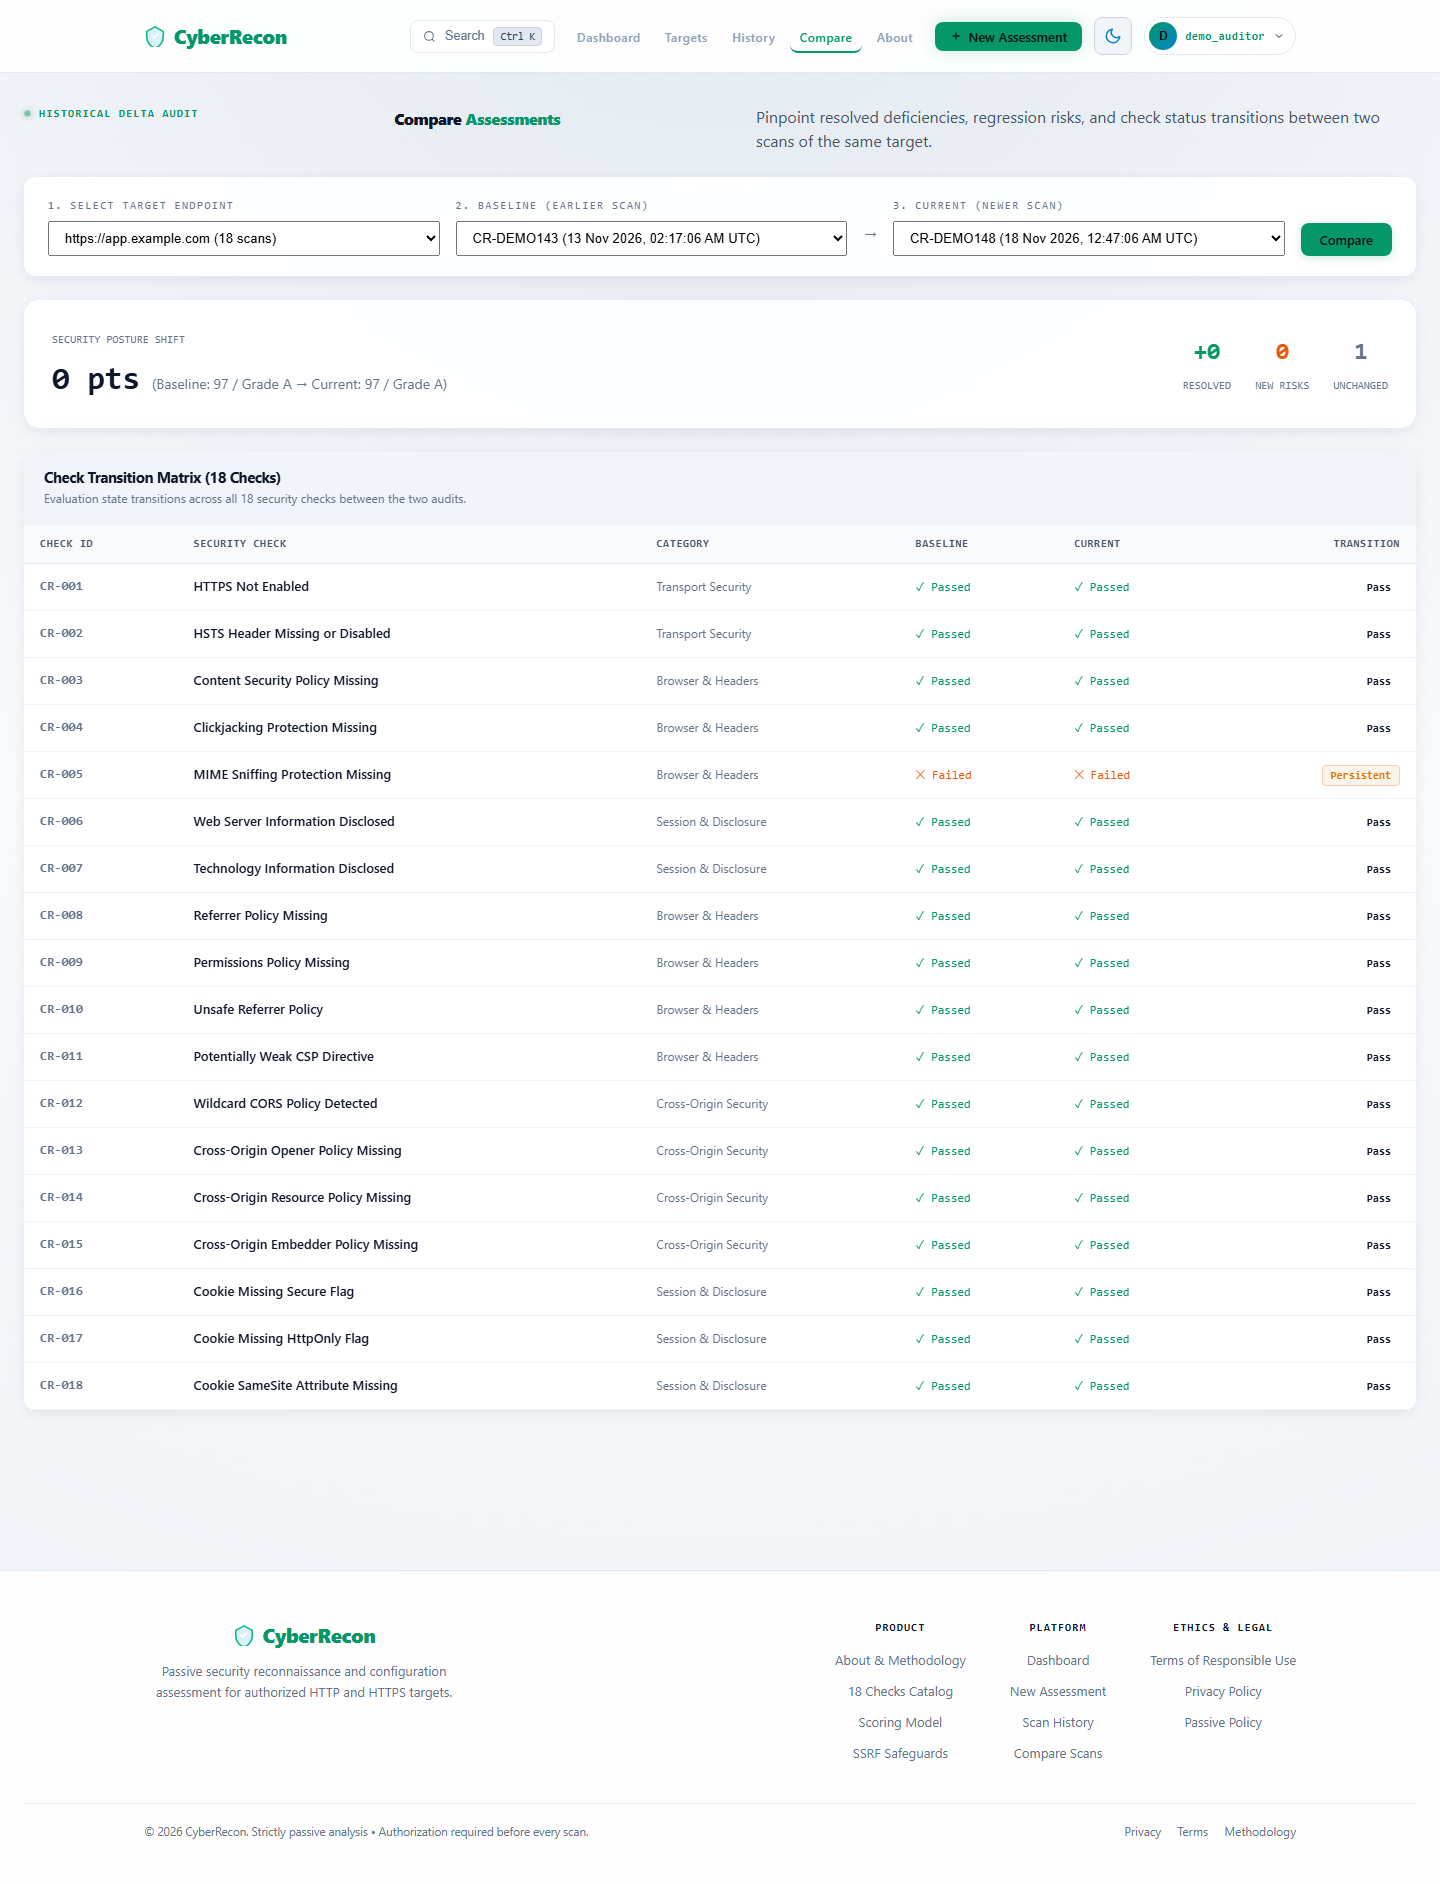 CyberRecon
Search Ctrl K
Dashboard
Targets
History
Compare
About
+ New Assessment
D demo_auditor
HISTORICAL DELTA AUDIT
Compare Assessments
Pinpoint resolved deficiencies, regression risks, and check status transitions between two
scans of the same target.
1. SELECT TARGET ENDPOINT
https://app.example.com (18 scans)
2. BASELINE (EARLIER SCAN)
CR-DEMO143 (13 Nov 2026, 02:17:06 AM UTC)
→
3. CURRENT (NEWER SCAN)
CR-DEMO148 (18 Nov 2026, 12:47:06 AM UTC)
Compare
SECURITY POSTURE SHIFT
0 pts (Baseline: 97 / Grade A → Current: 97 / Grade A)
+0
RESOLVED
0
NEW RISKS
1
UNCHANGED
Check Transition Matrix (18 Checks)
Evaluation state transitions across all 18 security checks between the two audits.
CHECK ID SECURITY CHECK CATEGORY BASELINE CURRENT TRANSITION
CR-001 HTTPS Not Enabled Transport Security ✓ Passed ✓ Passed Pass
CR-002 HSTS Header Missing or Disabled Transport Security ✓ Passed ✓ Passed Pass
CR-003 Content Security Policy Missing Browser & Headers ✓ Passed ✓ Passed Pass
CR-004 Clickjacking Protection Missing Browser & Headers ✓ Passed ✓ Passed Pass
CR-005 MIME Sniffing Protection Missing Browser & Headers ✕ Failed ✕ Failed Persistent
CR-006 Web Server Information Disclosed Session & Disclosure ✓ Passed ✓ Passed Pass
CR-007 Technology Information Disclosed Session & Disclosure ✓ Passed ✓ Passed Pass
CR-008 Referrer Policy Missing Browser & Headers ✓ Passed ✓ Passed Pass
CR-009 Permissions Policy Missing Browser & Headers ✓ Passed ✓ Passed Pass
CR-010 Unsafe Referrer Policy Browser & Headers ✓ Passed ✓ Passed Pass
CR-011 Potentially Weak CSP Directive Browser & Headers ✓ Passed ✓ Passed Pass
CR-012 Wildcard CORS Policy Detected Cross-Origin Security ✓ Passed ✓ Passed Pass
CR-013 Cross-Origin Opener Policy Missing Cross-Origin Security ✓ Passed ✓ Passed Pass
CR-014 Cross-Origin Resource Policy Missing Cross-Origin Security ✓ Passed ✓ Passed Pass
CR-015 Cross-Origin Embedder Policy Missing Cross-Origin Security ✓ Passed ✓ Passed Pass
CR-016 Cookie Missing Secure Flag Session & Disclosure ✓ Passed ✓ Passed Pass
CR-017 Cookie Missing HttpOnly Flag Session & Disclosure ✓ Passed ✓ Passed Pass
CR-018 Cookie SameSite Attribute Missing Session & Disclosure ✓ Passed ✓ Passed Pass
CyberRecon
Passive security reconnaissance and configuration
assessment for authorized HTTP and HTTPS targets.
PRODUCT
About & Methodology
18 Checks Catalog
Scoring Model
SSRF Safeguards
PLATFORM
Dashboard
New Assessment
Scan History
Compare Scans
ETHICS & LEGAL
Terms of Responsible Use
Privacy Policy
Passive Policy
© 2026 CyberRecon. Strictly passive analysis • Authorization required before every scan.
Privacy Terms Methodology